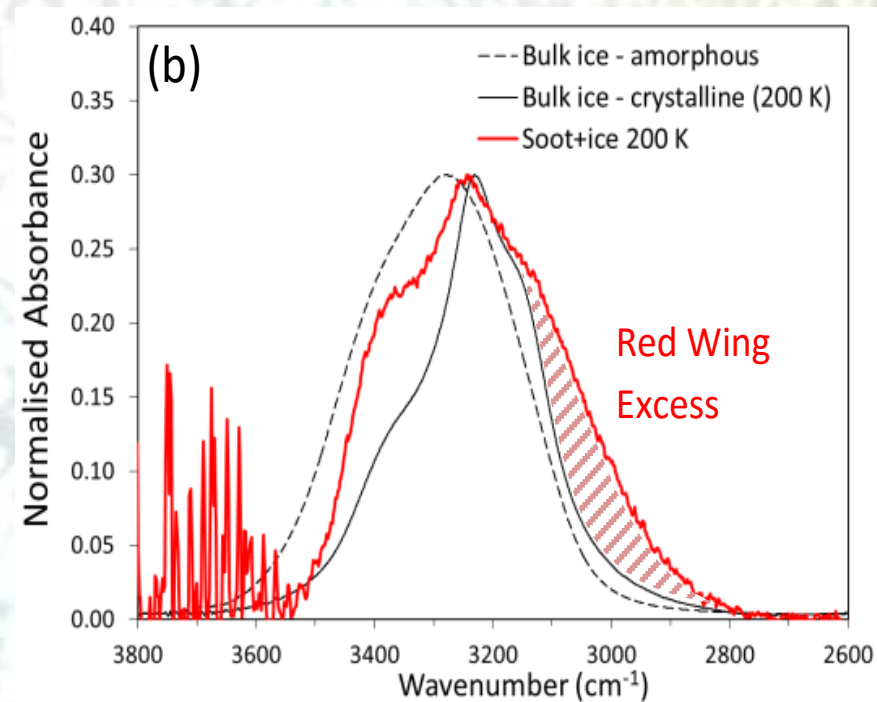 (b)
Bulk ice - amorphous
Bulk ice - crystalline (200 K)
Soot+ice 200 K
Red Wing
Excess
Normalised Absorbance
0.40
0.35
0.30
0.25
0.20
0.15
0.10
0.05
0.00
3800 3600 3400 3200 3000 2800 2600
Wavenumber (cm⁻¹)